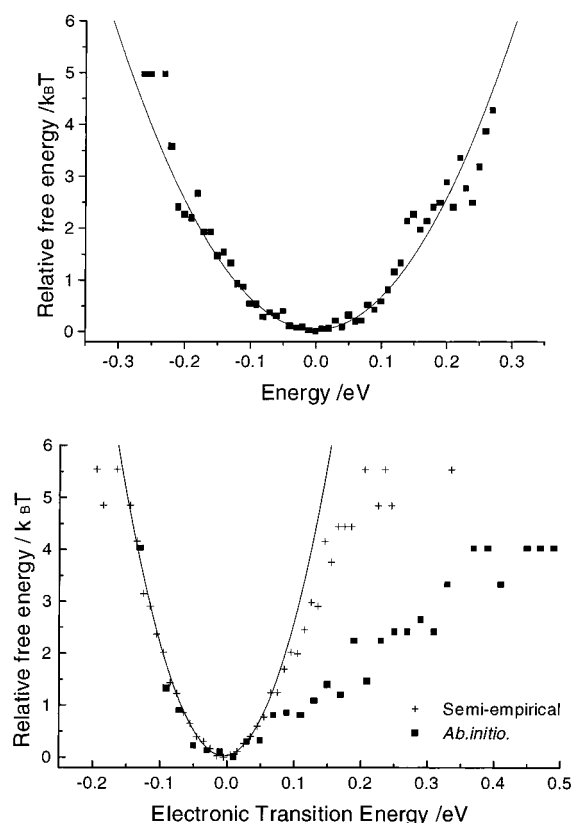 6
5
4
3
2
1
0
Relative free energy /kBT
-0.3 -0.2 -0.1 0.0 0.1 0.2 0.3
Energy /eV
6
5
4
3
2
1
0
Relative free energy / k BT
+ Semi-empirical
■ Ab.initio.
-0.2 -0.1 0.0 0.1 0.2 0.3 0.4 0.5
Electronic Transition Energy /eV